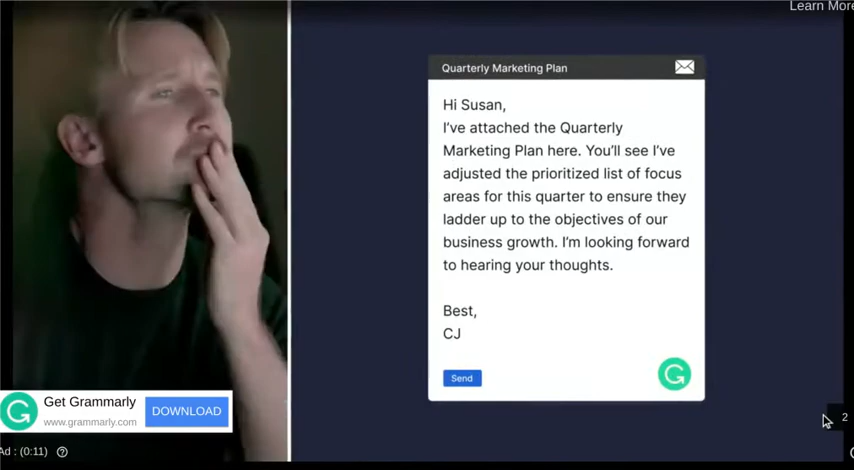 Learn More
Quarterly Marketing Plan
Hi Susan,
I've attached the Quarterly
Marketing Plan here. You'll see I've
adjusted the prioritized list of focus
areas for this quarter to ensure they
ladder up to the objectives of our
business growth. I'm looking forward
to hearing your thoughts.
Best,
CJ
Send
Get Grammarly
www.grammarly.com
DOWNLOAD
2
Ad : (0:11)